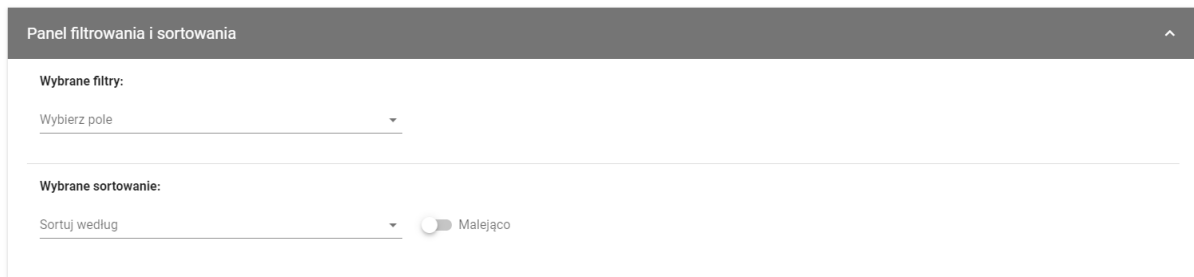 Panel filtrowania i sortowania
Wybrane filtry:
Wybierz pole
Wybrane sortowanie:
Sortuj według
Malejąco